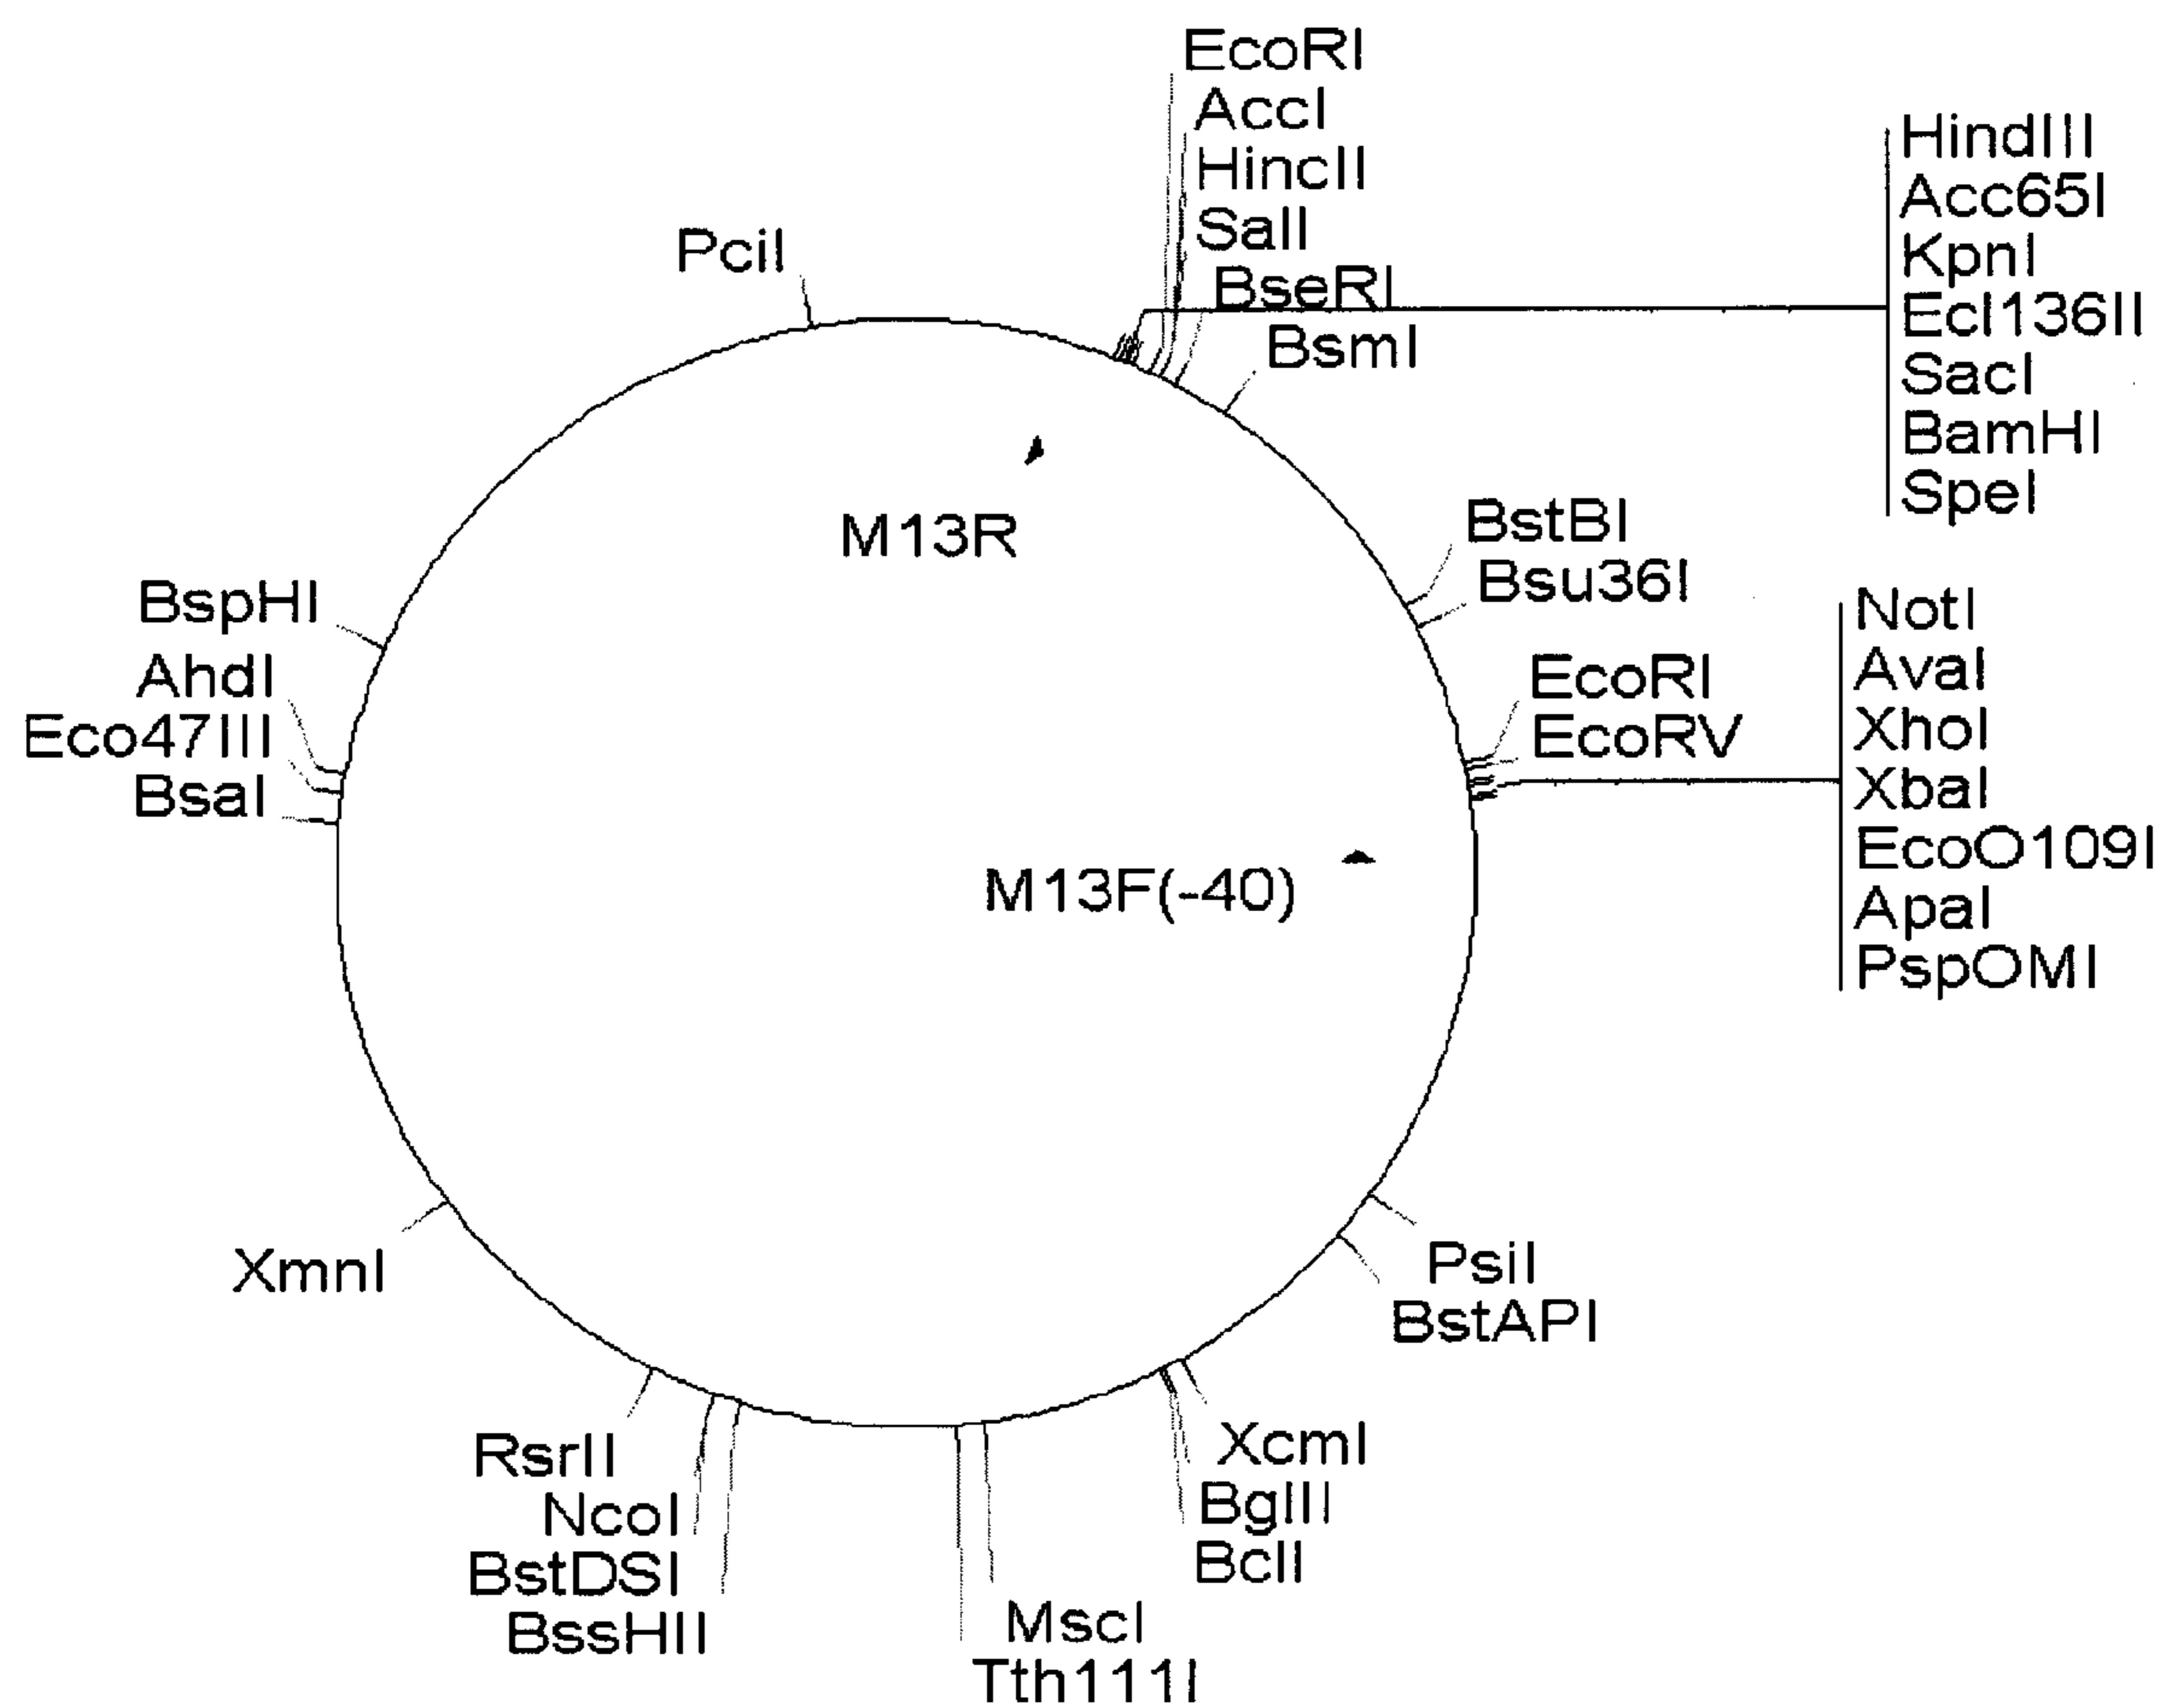 EcoRI
AccI
HincII
SalI
BseRI
BsmI
HindIII
Acc65I
KpnI
Ecl136II
SacI
BamHI
SpeI
BstBI
Bsu36I
EcoRI
EcoRV
NotI
AvaI
XhoI
XbaI
EcoO109I
ApaI
PspOMI
PsiI
BstAPI
XcmI
BglII
BclI
MscI
Tth111I
BssHII
BstDSI
NcoI
RsrII
XmnI
BsaI
Eco47III
AhdI
BspHI
PciI
M13R
M13F(-40)